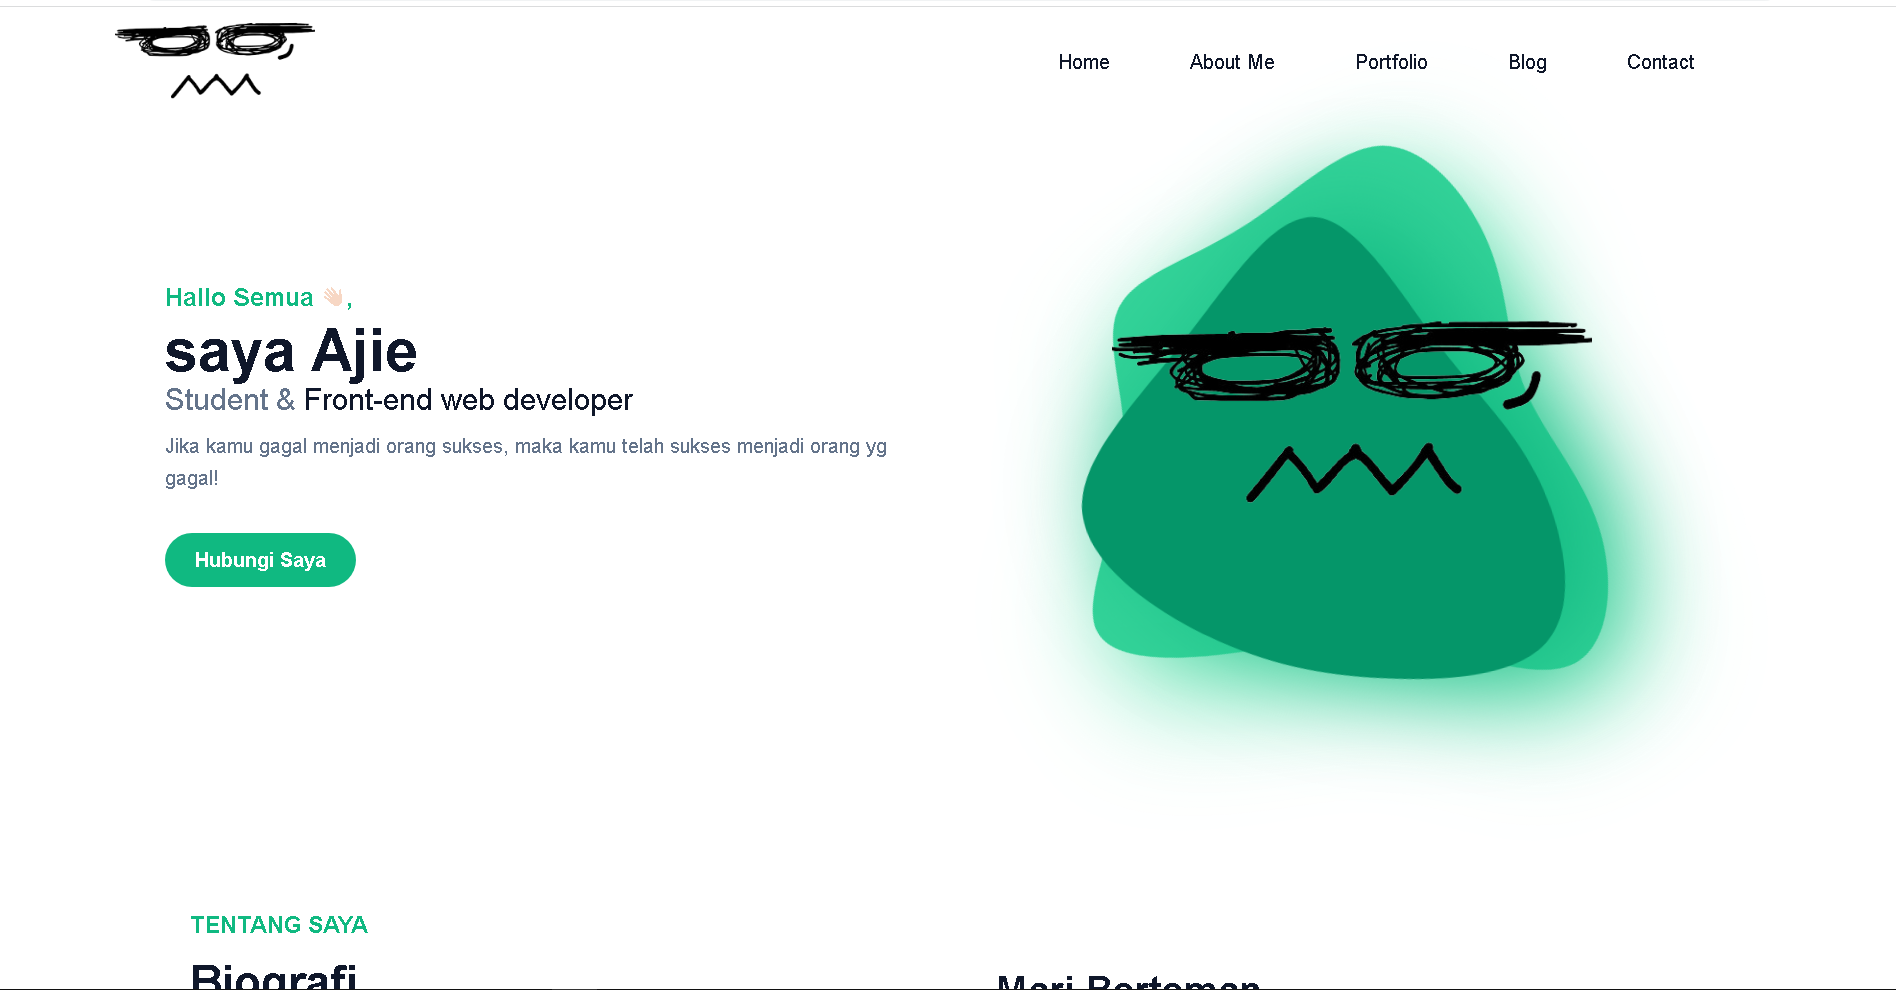 Home
About Me
Portfolio
Blog
Contact
Hallo Semua 👋🏻,
saya Ajie
Student & Front-end web developer
Jika kamu gagal menjadi orang sukses, maka kamu telah sukses menjadi orang yg
gagal!
Hubungi Saya
TENTANG SAYA
Biografi
Mari Berteman